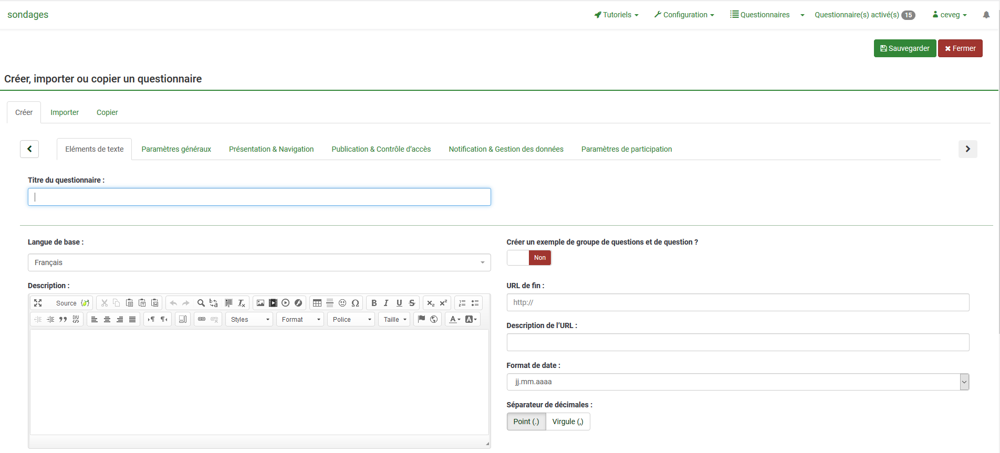 sondages
Tutoriels
Configuration
Questionnaires
Questionnaire(s) activé(s) 15
ceveg
Sauvegarder
Fermer
Créer, importer ou copier un questionnaire
Créer
Importer
Copier
Eléments de texte
Paramètres généraux
Présentation & Navigation
Publication & Contrôle d’accès
Notification & Gestion des données
Paramètres de participation
Titre du questionnaire :
Langue de base :
Français
Description :
Source
Styles
Format
Police
Taille
Créer un exemple de groupe de questions et de question ?
Non
URL de fin :
http://
Description de l’URL :
Format de date :
jj.mm.aaaa
Séparateur de décimales :
Point (.)
Virgule (,)